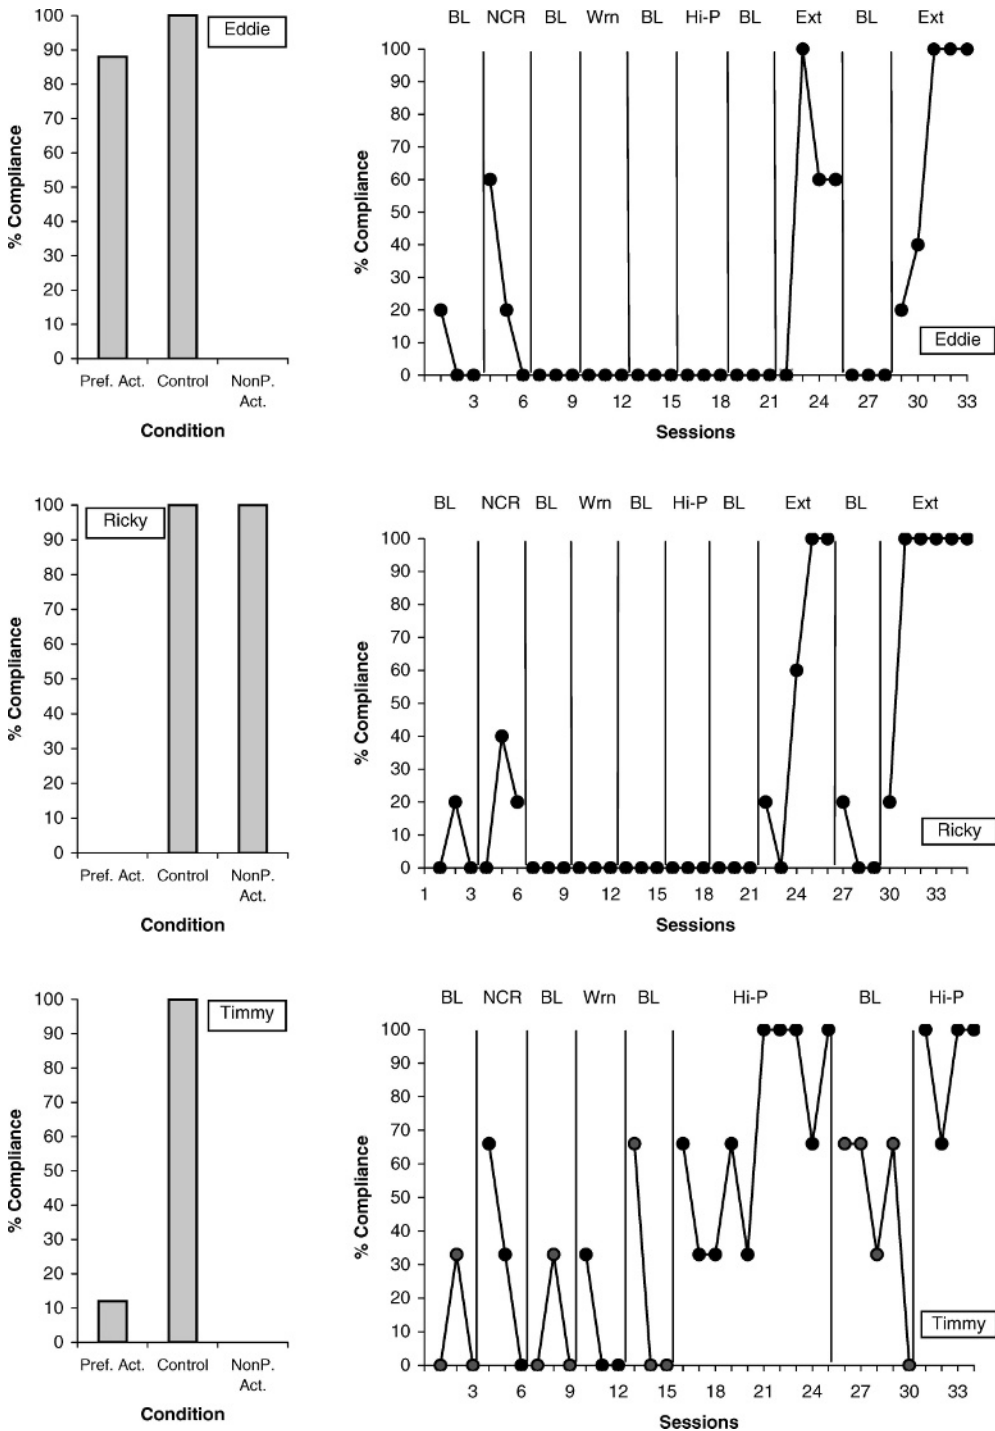 100
90
80
70
60
50
40
30
20
10
0
% Compliance
Eddie
Pref. Act. Control NonP.
Act.
Condition
BL NCR BL Wrn BL Hi-P BL Ext BL Ext
100
90
80
70
60
50
40
30
20
10
0
% Compliance
Eddie
3 6 9 12 15 18 21 24 27 30 33
Sessions
100
90
80
70
60
50
40
30
20
10
0
% Compliance
Ricky
Pref. Act. Control NonP.
Act.
Condition
BL NCR BL Wrn BL Hi-P BL Ext BL Ext
100
90
80
70
60
50
40
30
20
10
0
% Compliance
Ricky
1 3 6 9 12 15 18 21 24 27 30 33
Sessions
100
90
80
70
60
50
40
30
20
10
0
% Compliance
Timmy
Pref. Act. Control NonP.
Act.
Condition
BL NCR BL Wrn BL Hi-P BL Hi-P
100
90
80
70
60
50
40
30
20
10
0
% Compliance
Timmy
3 6 9 12 15 18 21 24 27 30 33
Sessions